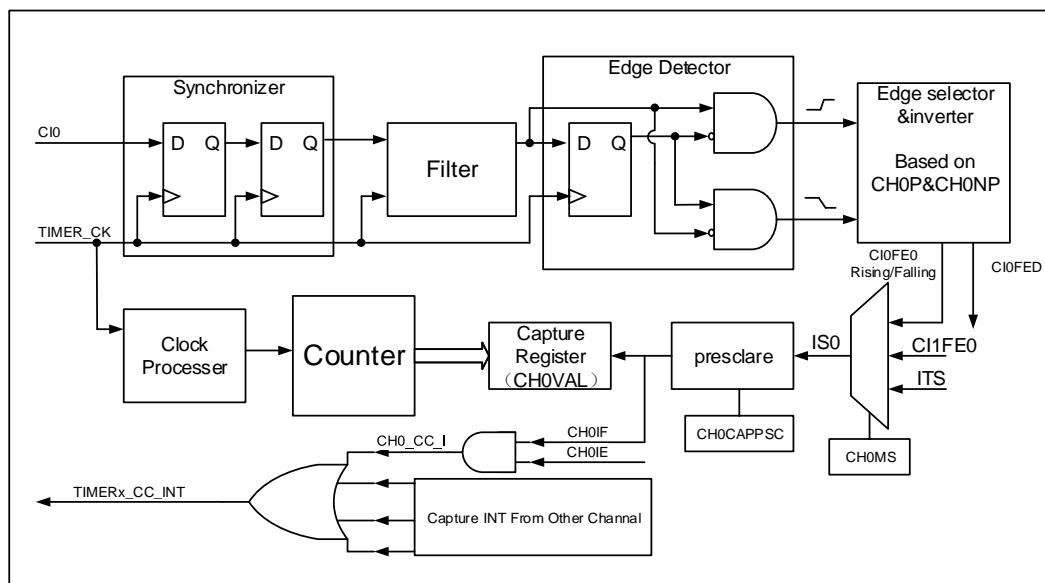 Synchronizer
Edge Detector
CI0
D Q
D Q
Filter
D Q
Edge selector
&inverter
Based on
CH0P&CH0NP
TIMER_CK
CI0FE0
Rising/Falling
CI0FED
Clock
Processer
Counter
Capture
Register
（CH0VAL）
presclare
IS0
CI1FE0
ITS
CH0CAPPSC
CH0MS
CH0_CC_I
CH0IF
CH0IE
TIMERx_CC_INT
Capture INT From Other Channel